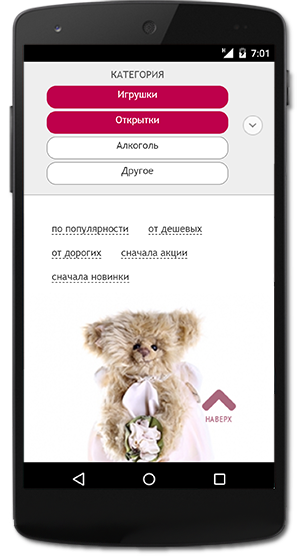 7:01
КАТЕГОРИЯ
Игрушки
Открытки
Алкоголь
Другое
по популярности от дешевых
от дорогих сначала акции
сначала новинки
НАВЕРХ